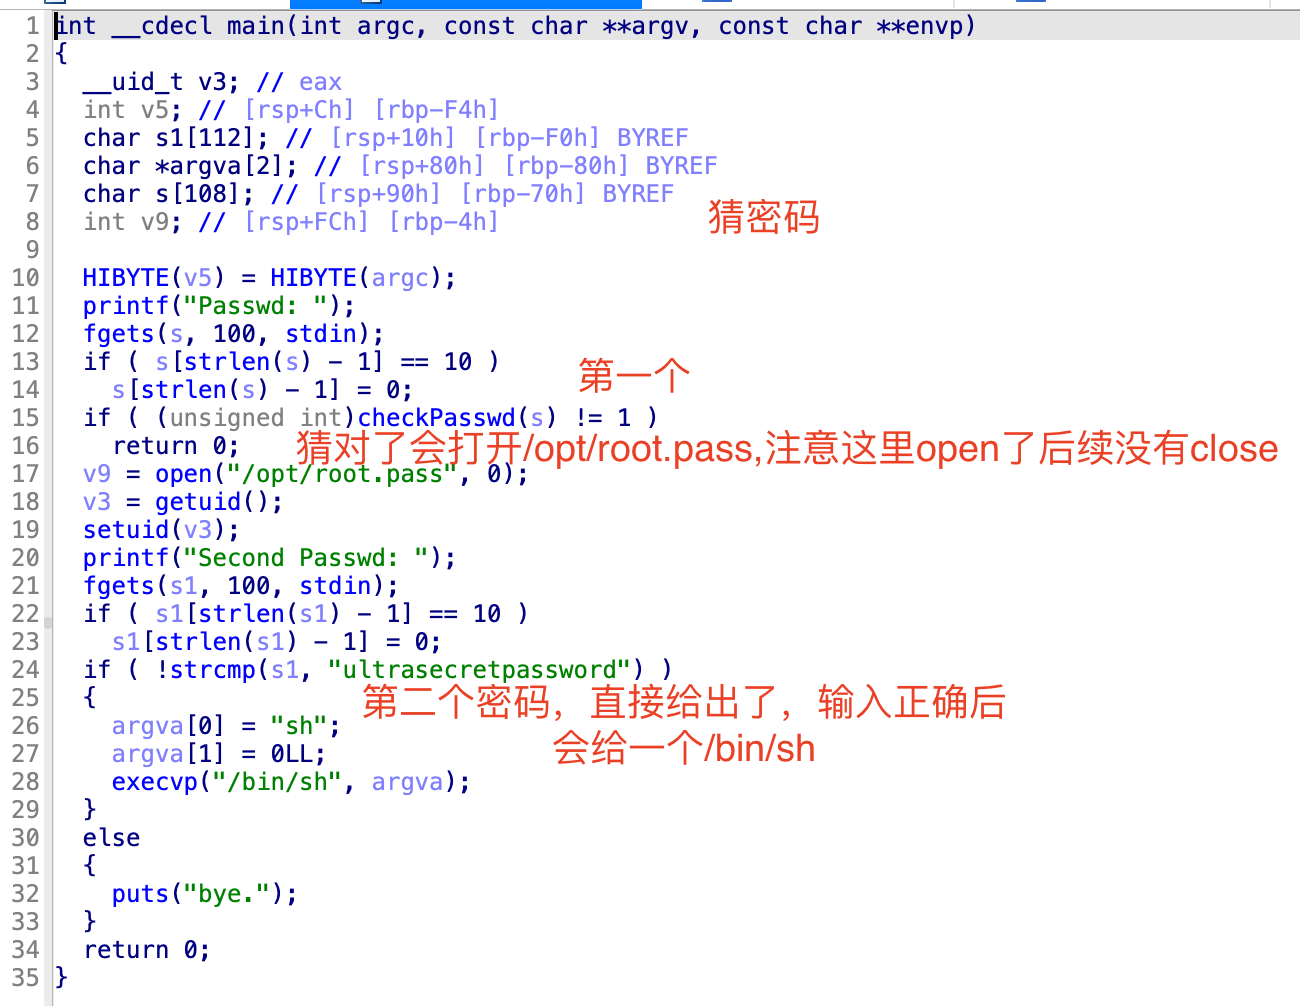 1 int __cdecl main(int argc, const char **argv, const char **envp)
2 {
3 __uid_t v3; // eax
4 int v5; // [rsp+Ch] [rbp-F4h]
5 char s1[112]; // [rsp+10h] [rbp-F0h] BYREF
6 char *argva[2]; // [rsp+80h] [rbp-80h] BYREF
7 char s[108]; // [rsp+90h] [rbp-70h] BYREF
8 int v9; // [rsp+FCh] [rbp-4h]
猜密码
9
10 HIBYTE(v5) = HIBYTE(argc);
11 printf("Passwd: ");
12 fgets(s, 100, stdin);
13 if ( s[strlen(s) - 1] == 10 )
第一个
14 s[strlen(s) - 1] = 0;
15 if ( (unsigned int)checkPasswd(s) != 1 )
16 return 0;
猜对了会打开/opt/root.pass,注意这里open了后续没有close
17 v9 = open("/opt/root.pass", 0);
18 v3 = getuid();
19 setuid(v3);
20 printf("Second Passwd: ");
21 fgets(s1, 100, stdin);
22 if ( s1[strlen(s1) - 1] == 10 )
23 s1[strlen(s1) - 1] = 0;
24 if ( !strcmp(s1, "ultrasecretpassword") )
25 {
第二个密码，直接给出了，输入正确后
26 argva[0] = "sh";
会给一个/bin/sh
27 argva[1] = 0LL;
28 execvp("/bin/sh", argva);
29 }
30 else
31 {
32 puts("bye.");
33 }
34 return 0;
35 }